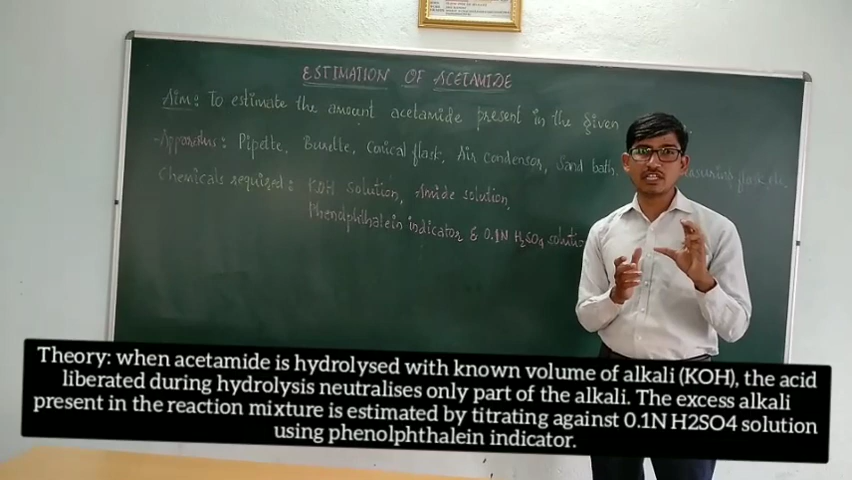 ESTIMATION OF ACETAMIDE
Aim: To estimate the amount acetamide present in the given
Apparatus: Pipette, Burette, Conical flask, Air condensor, Sand bath, flask etc.
Chemicals required: KOH solution, Amide solution,
Phenolphthalein indicator & 0.1N H2SO4
Theory: when acetamide is hydrolysed with known volume of alkali (KOH), the acid
liberated during hydrolysis neutralises only part of the alkali. The excess alkali
present in the reaction mixture is estimated by titrating against 0.1N H2SO4 solution
using phenolphthalein indicator.